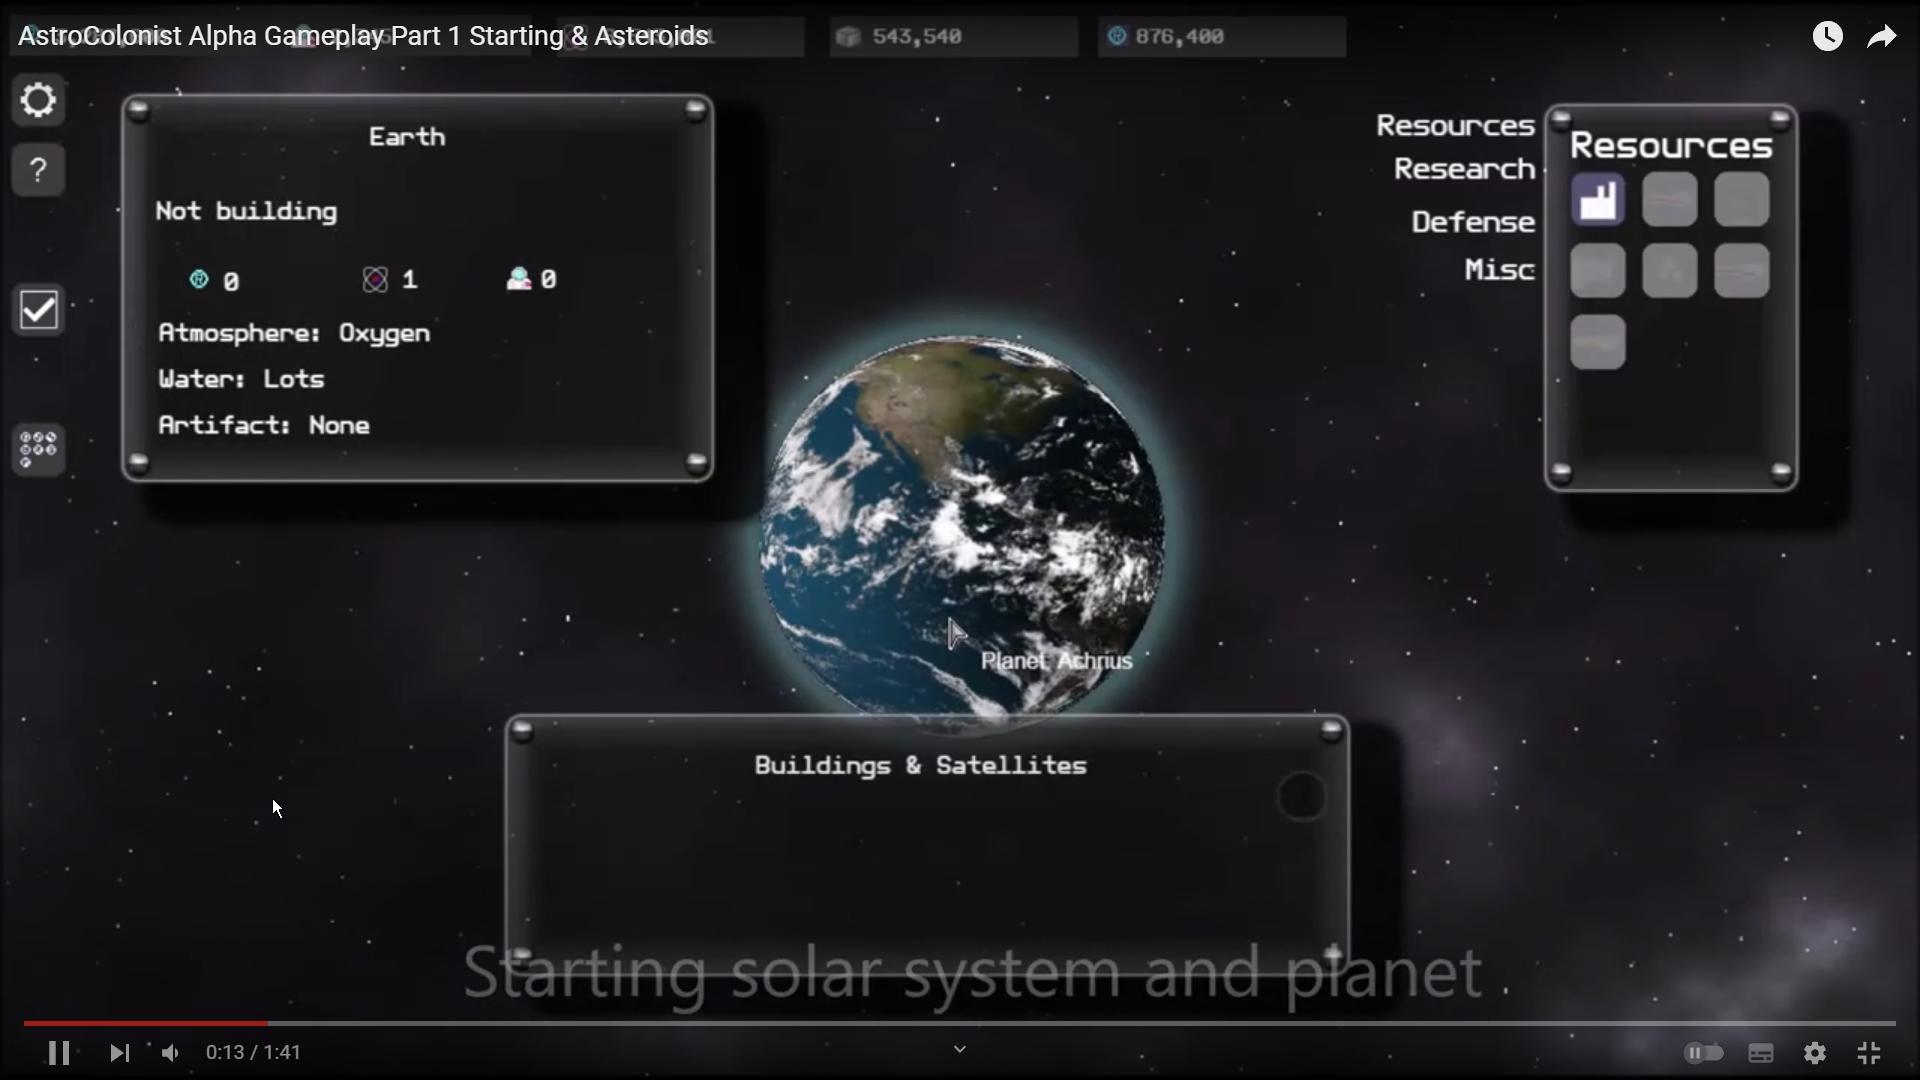 AstroColonist Alpha Gameplay Part 1 Starting & Asteroids
543,540
876,400
?
Earth
Not building
0
1
0
Atmosphere: Oxygen
Water: Lots
Artifact: None
Resources
Research
Defense
Misc
Resources
Planet Achrius
Buildings & Satellites
Starting solar system and planet
0:13 / 1:41